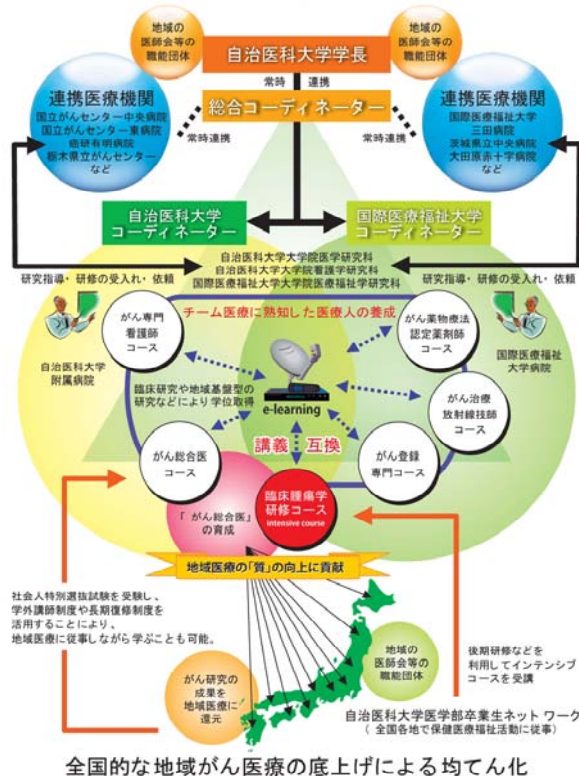 地域の
医師会等の
職能団体
自治医科大学学長
地域の
医師会等の
職能団体
常時 連携
総合コーディネーター
連携医療機関
国立がんセンター中央病院
国立がんセンター東病院
癌研有明病院
栃木県立がんセンター
など
常時連携
常時連携
連携医療機関
国際医療福祉大学
三田病院
茨城県立中央病院
大田原赤十字病院
など
自治医科大学
コーディネーター
国際医療福祉大学
コーディネーター
自治医科大学大学院医学研究科
自治医科大学大学院看護学研究科
国際医療福祉大学大学院医療福祉学研究科
研究指導・研修の受入れ・依頼
研究指導・研修の受入れ・依頼
チーム医療に熟知した医療人の養成
がん専門
看護師
コース
がん薬物療法
認定薬剤師
コース
自治医科大学
附属病院
国際医療福祉
大学病院
臨床研究や地域基盤型の
研究などにより学位取得
e-learning
がん治療
放射線技師
コース
講義 互換
がん総合医
コース
がん登録
専門コース
「がん総合医」
の育成
臨床腫瘍学
研修コース
intensive course
地域医療の「質」の向上に貢献
社会人特別選抜試験を受験し、
学外講師制度や長期復修制度を
活用することにより、
地域医療に従事しながら学ぶことも可能。
地域の
医師会等の
職能団体
後期研修などを
利用してインテンシブ
コースを受講
がん研究の
成果を
地域医療に
還元
自治医科大学医学部卒業生ネットワーク
(全国各地で保健医療福祉活動に従事)
全国的な地域がん医療の底上げによる均てん化